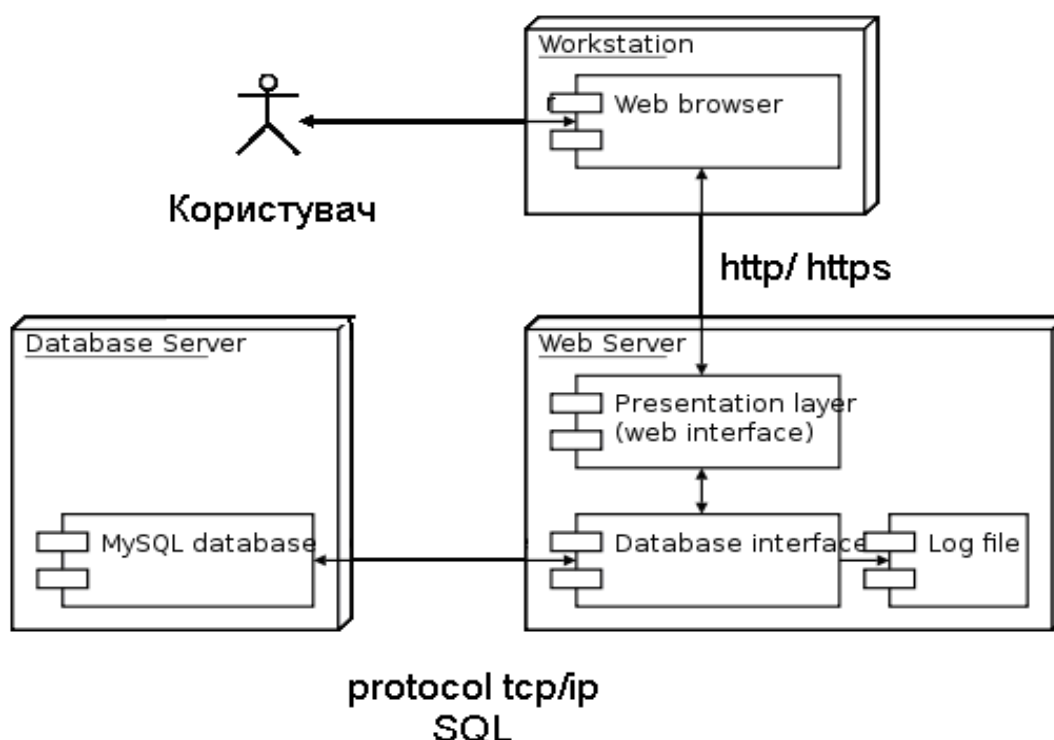 Workstation
Web browser
Користувач
http/ https
Database Server
Web Server
Presentation layer
(web interface)
MySQL database
Database interface
Log file
protocol tcp/ip
SQL